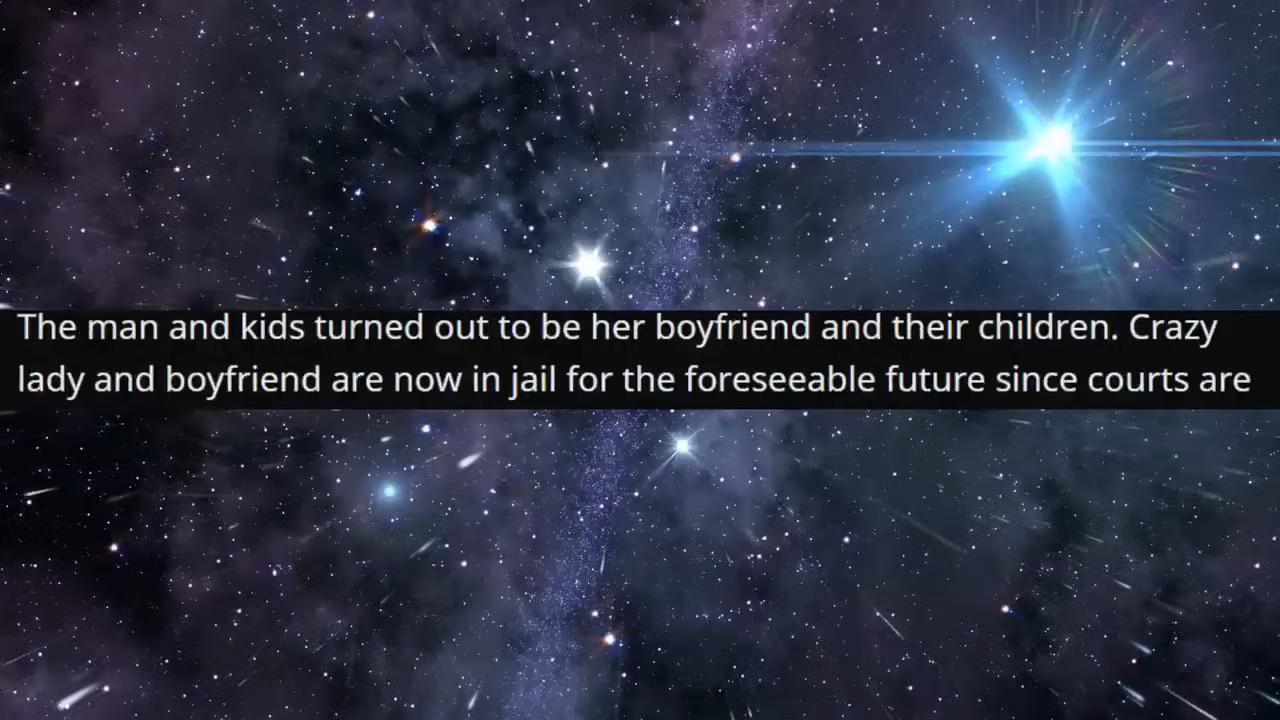 The man and kids turned out to be her boyfriend and their children. Crazy
lady and boyfriend are now in jail for the foreseeable future since courts are